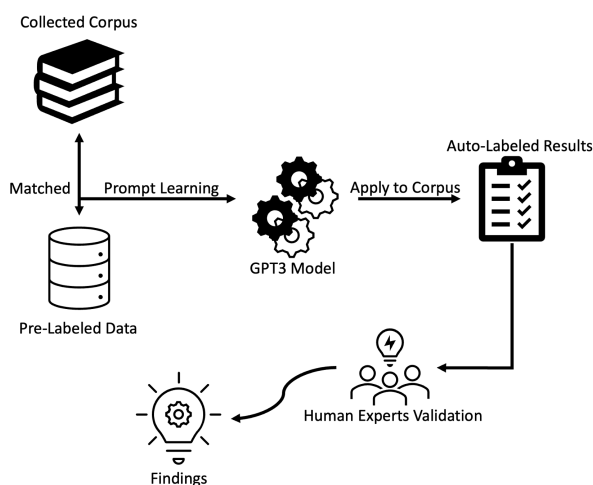 Collected Corpus
Matched
Prompt Learning
Pre-Labeled Data
GPT3 Model
Apply to Corpus
Auto-Labeled Results
Human Experts Validation
Findings